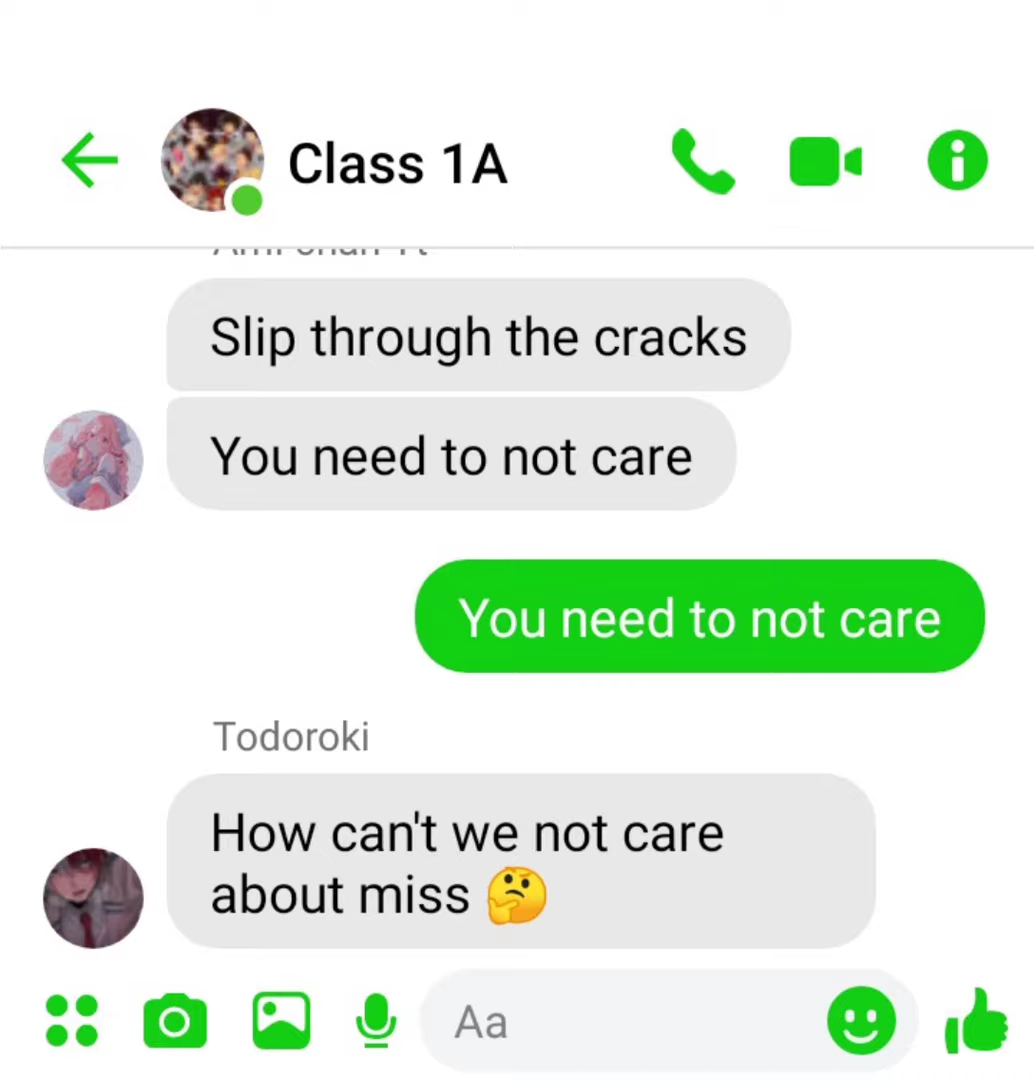 Class 1A
Slip through the cracks
You need to not care
You need to not care
Todoroki
How can't we not care
about miss 🤔
Aa